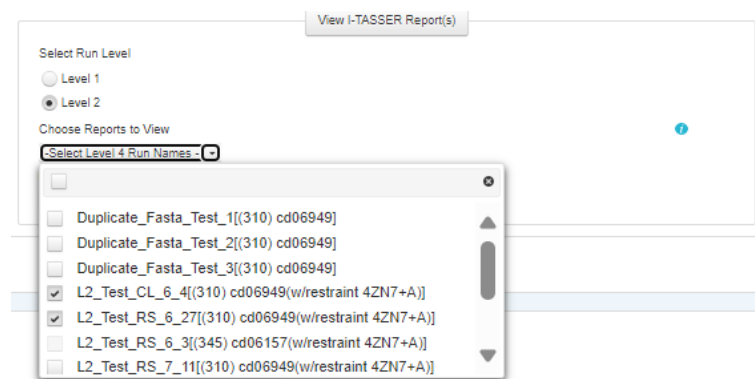 View I-TASSER Report(s)
Select Run Level
Level 1
Level 2
Choose Reports to View
-Select Level 4 Run Names -
Duplicate_Fasta_Test_1[(310) cd06949]
Duplicate_Fasta_Test_2[(310) cd06949]
Duplicate_Fasta_Test_3[(310) cd06949]
L2_Test_CL_6_4[(310) cd06949(w/restraint 4ZN7+A)]
L2_Test_RS_6_27[(310) cd06949(w/restraint 4ZN7+A)]
L2_Test_RS_6_3[(345) cd06157(w/restraint 4ZN7+A)]
L2_Test_RS_7_11[(310) cd06949(w/restraint 4ZN7+A)]